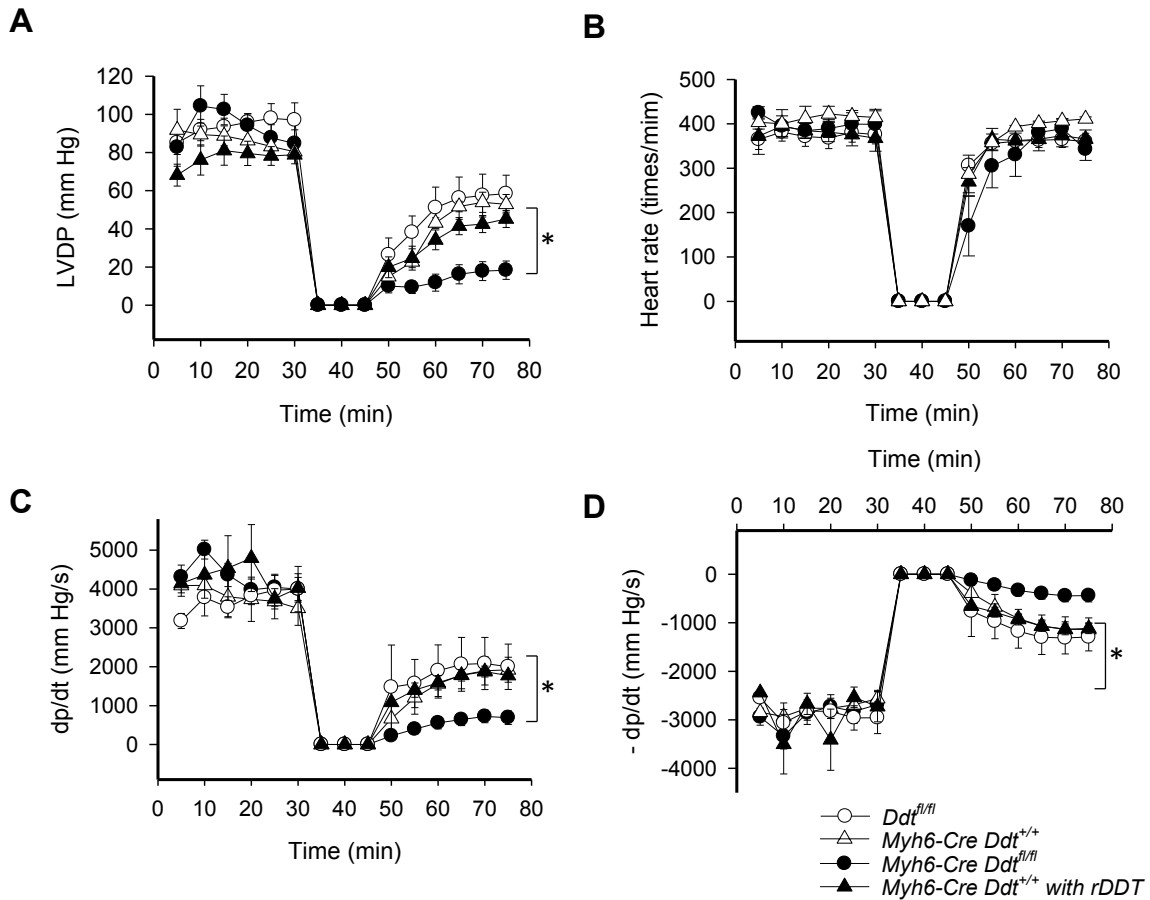 A
LVDP (mm Hg)
120
100
80
60
40
20
0
*
0 10 20 30 40 50 60 70 80
Time (min)
B
Heart rate (times/mim)
500
400
300
200
100
0
0 10 20 30 40 50 60 70 80
Time (min)
C
dp/dt (mm Hg/s)
5000
4000
3000
2000
1000
0
*
0 10 20 30 40 50 60 70 80
Time (min)
D
Time (min)
0 10 20 30 40 50 60 70 80
- dp/dt (mm Hg/s)
0
-1000
-2000
-3000
-4000
*
Ddt^fl/fl
Myh6-Cre Ddt^+/+
Myh6-Cre Ddt^fl/fl
Myh6-Cre Ddt^+/+ with rDDT